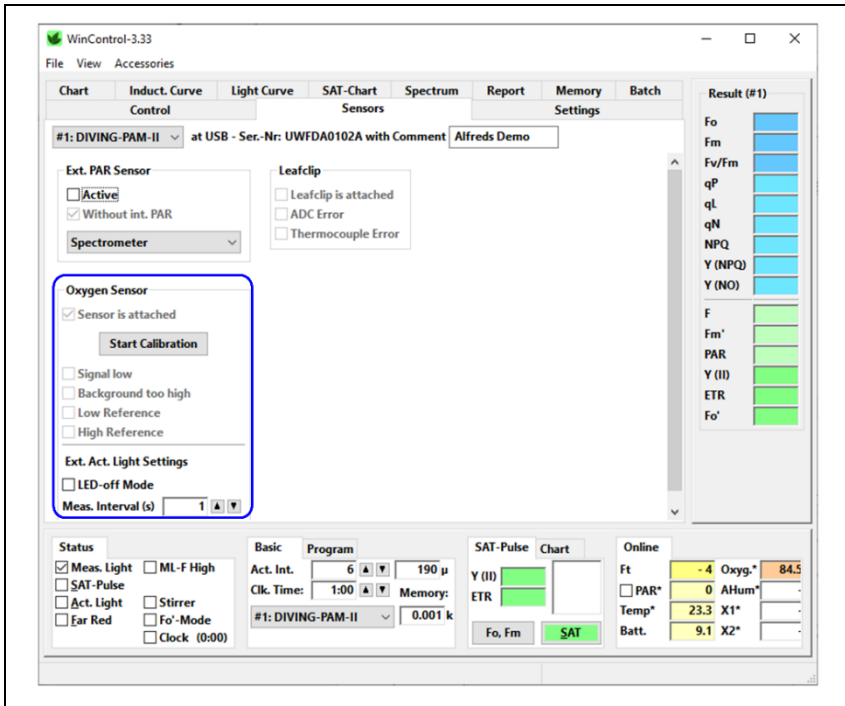 WinControl-3.33
File View Accessories
Chart Induct. Curve Light Curve SAT-Chart Spectrum Report Memory Batch
Control Sensors Settings
#1: DIVING-PAM-II at USB - Ser.-Nr: UWFDA0102A with Comment Alfreds Demo
Ext. PAR Sensor
Active
Without int. PAR
Spectrometer
Leafclip
Leafclip is attached
ADC Error
Thermocouple Error
Oxygen Sensor
Sensor is attached
Start Calibration
Signal low
Background too high
Low Reference
High Reference
Ext. Act. Light Settings
LED-off Mode
Meas. Interval (s) 1
Result (#1)
Fo
Fm
Fv/Fm
qP
qL
qN
NPQ
Y (NPQ)
Y (NO)
F
Fm'
PAR
Y (II)
ETR
Fo'
Status
Meas. Light ML-F High
SAT-Pulse
Act. Light Stirrer
Far Red Fo'-Mode
Clock (0:00)
Basic Program
Act. Int. 6 190 µ
Clk. Time: 1:00 Memory:
#1: DIVING-PAM-II 0.001 k
SAT-Pulse Chart
Y (II)
ETR
Fo, Fm SAT
Online
Ft - 4 Oxyg.* 84.5
PAR* 0 AHum* -
Temp* 23.3 X1* -
Batt. 9.1 X2* -